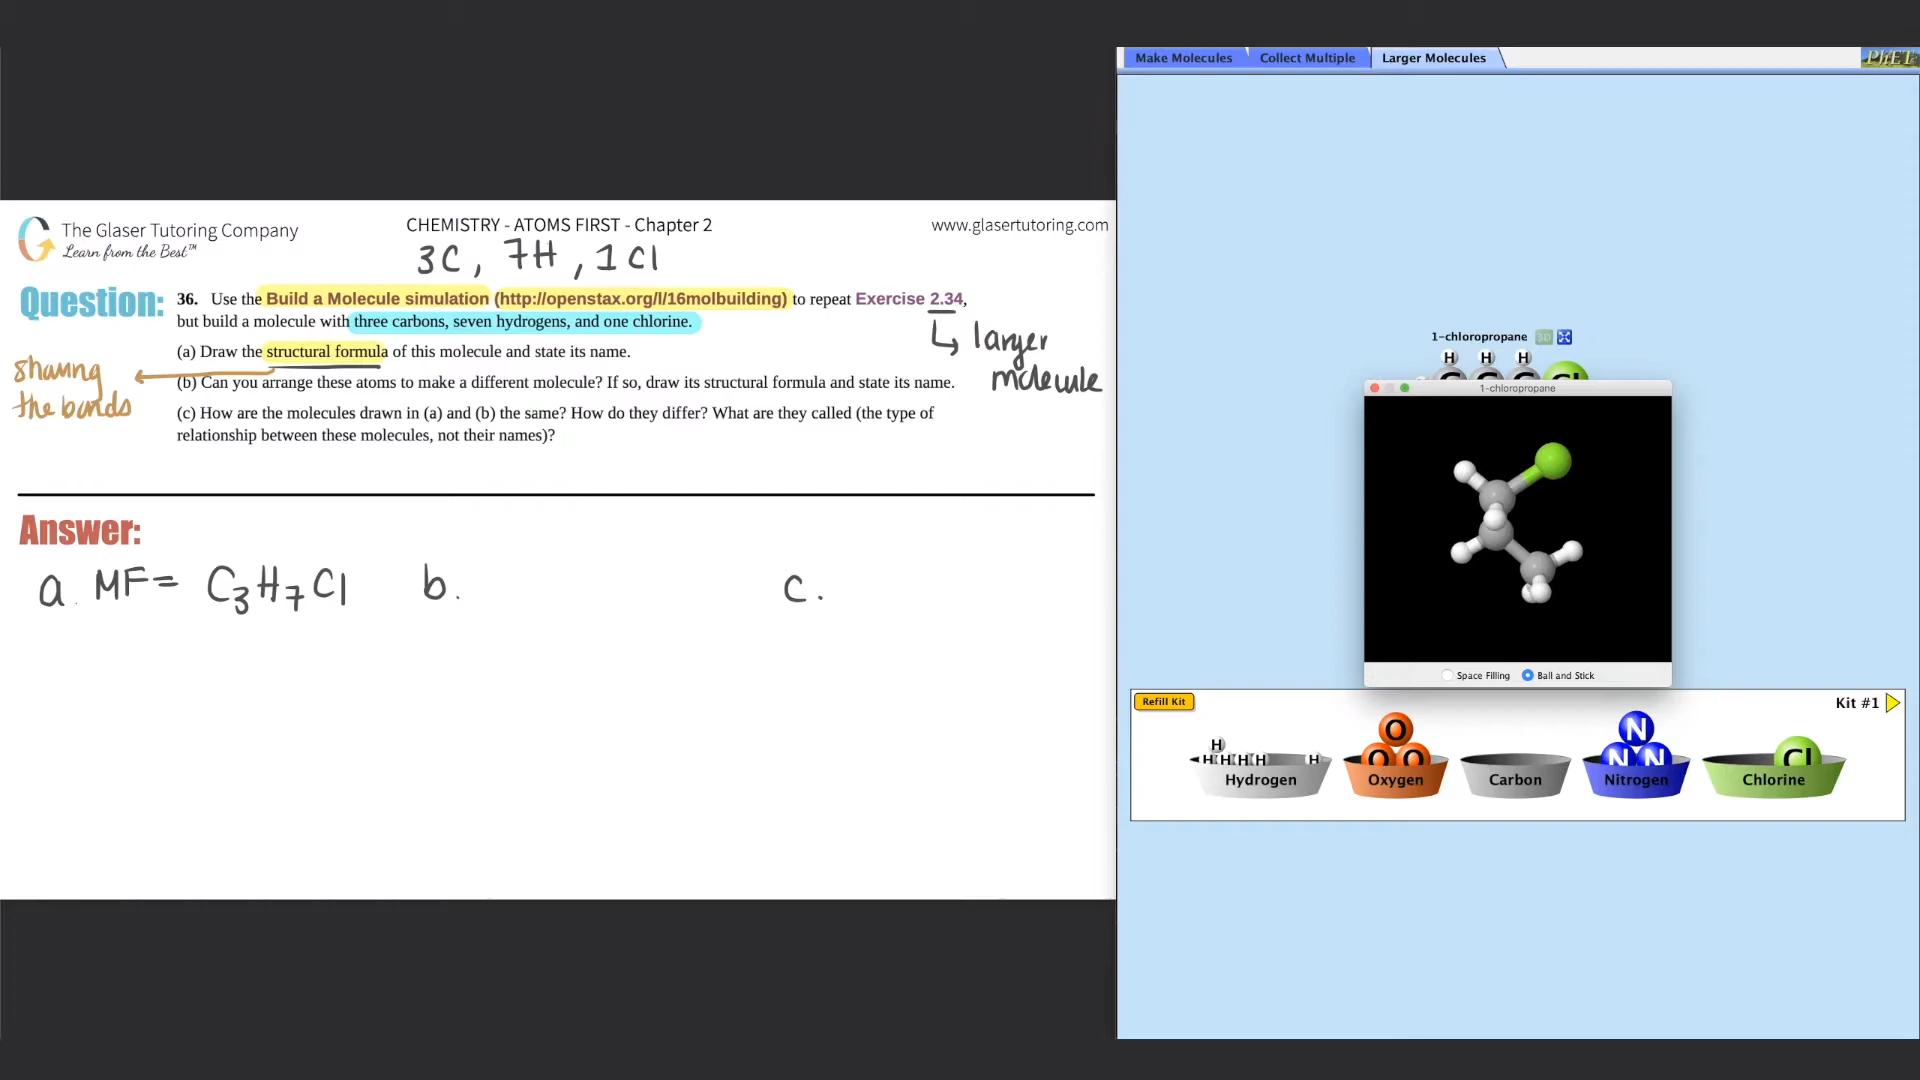 The Glaser Tutoring Company
Learn from the Best™
CHEMISTRY - ATOMS FIRST - Chapter 2
www.glasertutoring.com
3C, 7H, 1Cl
Question:
36. Use the Build a Molecule simulation (http://openstax.org/l/16molbuilding) to repeat Exercise 2.34,
but build a molecule with three carbons, seven hydrogens, and one chlorine.
(a) Draw the structural formula of this molecule and state its name.
(b) Can you arrange these atoms to make a different molecule? If so, draw its structural formula and state its name.
(c) How are the molecules drawn in (a) and (b) the same? How do they differ? What are they called (the type of
relationship between these molecules, not their names)?
larger
molecule
sharing
the bonds
Answer:
a. MF= C₃H₇Cl
b.
c.
Make Molecules
Collect Multiple
Larger Molecules
PhET
1-chloropropane
3D
H H H
C C C Cl
1-chloropropane
Space Filling
Ball and Stick
Refill Kit
Kit #1
H
H H H H H
Hydrogen
O
O O
Oxygen
Carbon
N
N N
Nitrogen
Cl
Chlorine